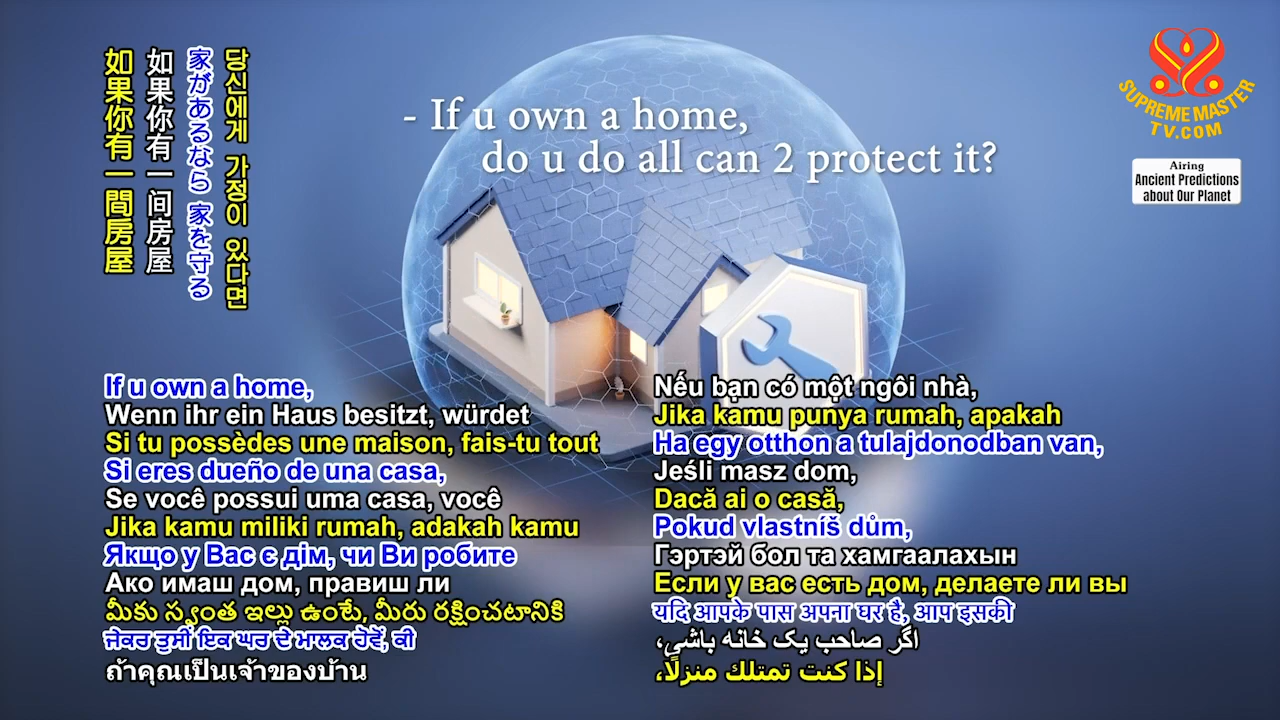 - If u own a home,
do u do all can 2 protect it?
SUPREME MASTER
TV.COM
Airing
Ancient Predictions
about Our Planet
당신에게 가정이 있다면
家があるなら 家を守る
如果你有一间房屋
如果你有一間房屋
If u own a home,
Wenn ihr ein Haus besitzt, würdet
Si tu possèdes une maison, fais-tu tout
Si eres dueño de una casa,
Se você possui uma casa, você
Jika kamu miliki rumah, adakah kamu
Якщо у Вас є дім, чи Ви робите
Ако имаш дом, правиш ли
మీకు స్వంత ఇల్లు ఉంటే, మీరు రక్షించటానికి
ਜੇਕਰ ਤੁਸੀਂ ਇਕ ਘਰ ਦੇ ਮਾਲਕ ਹੋਵੋਂ, ਕੀ
ถ้าคุณเป็นเจ้าของบ้าน
Nếu bạn có một ngôi nhà,
Jika kamu punya rumah, apakah
Ha egy otthon a tulajdonodban van,
Jeśli masz dom,
Dacă ai o casă,
Pokud vlastníš dům,
Гэртэй бол та хамгаалахын
Если у вас есть дом, делаете ли вы
यदि आपके पास अपना घर है, आप इसकी
اگر صاحب یک خانه باشی،
إذا كنت تمتلك منزلًا،